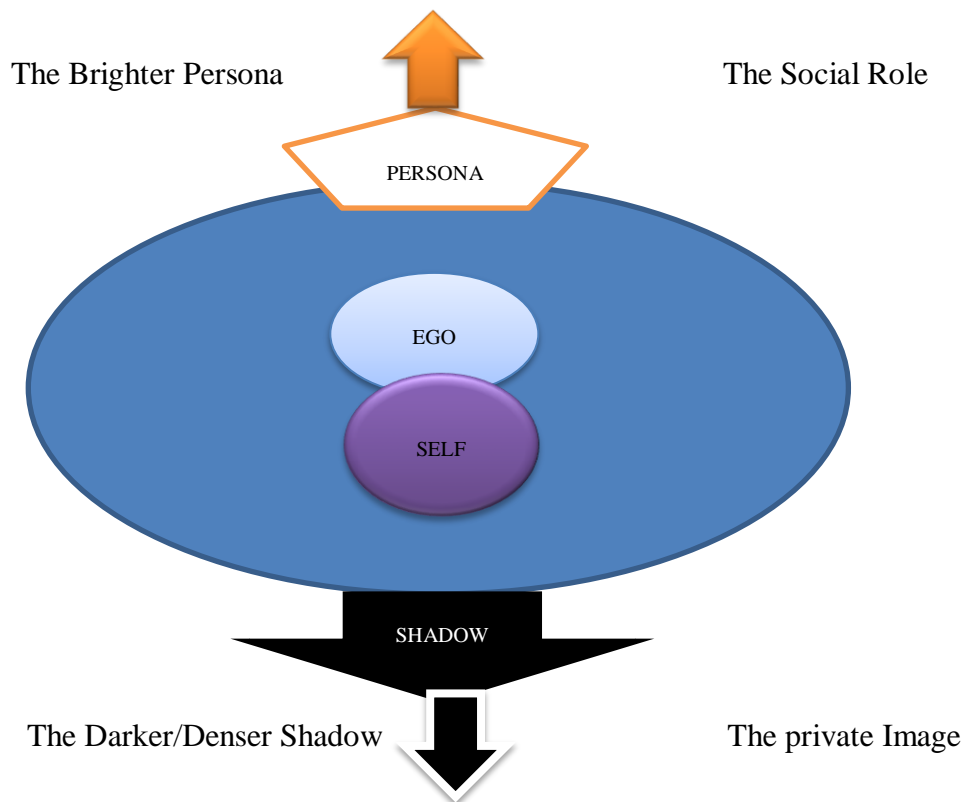 The Brighter Persona
The Social Role
PERSONA
EGO
SELF
SHADOW
The Darker/Denser Shadow
The private Image